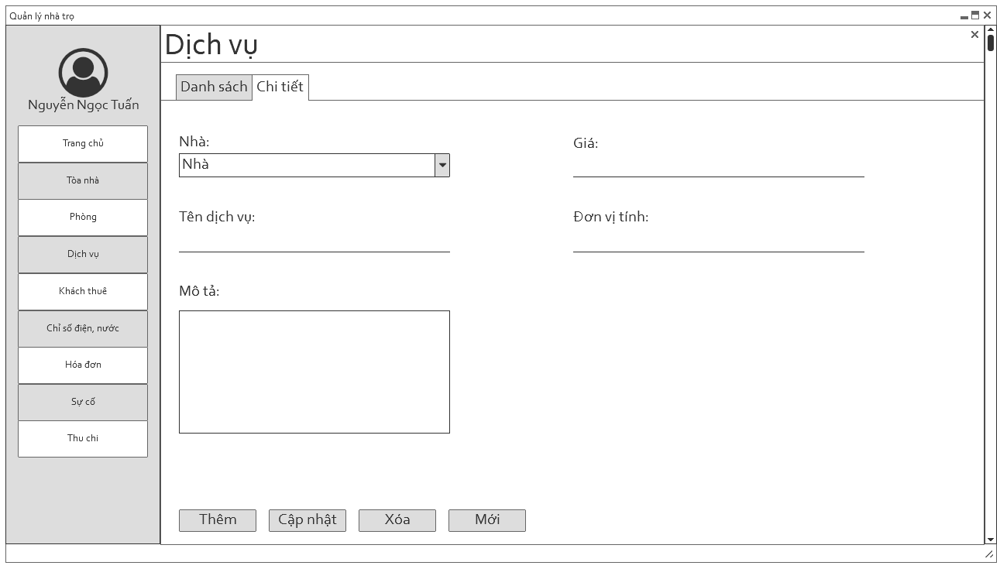 Quản lý nhà trọ
Nguyễn Ngọc Tuấn
Trang chủ
Tòa nhà
Phòng
Dịch vụ
Khách thuê
Chỉ số điện, nước
Hóa đơn
Sự cố
Thu chi
Dịch vụ
Danh sách
Chi tiết
Nhà:
Nhà
Giá:
Tên dịch vụ:
Đơn vị tính:
Mô tả:
Thêm
Cập nhật
Xóa
Mới